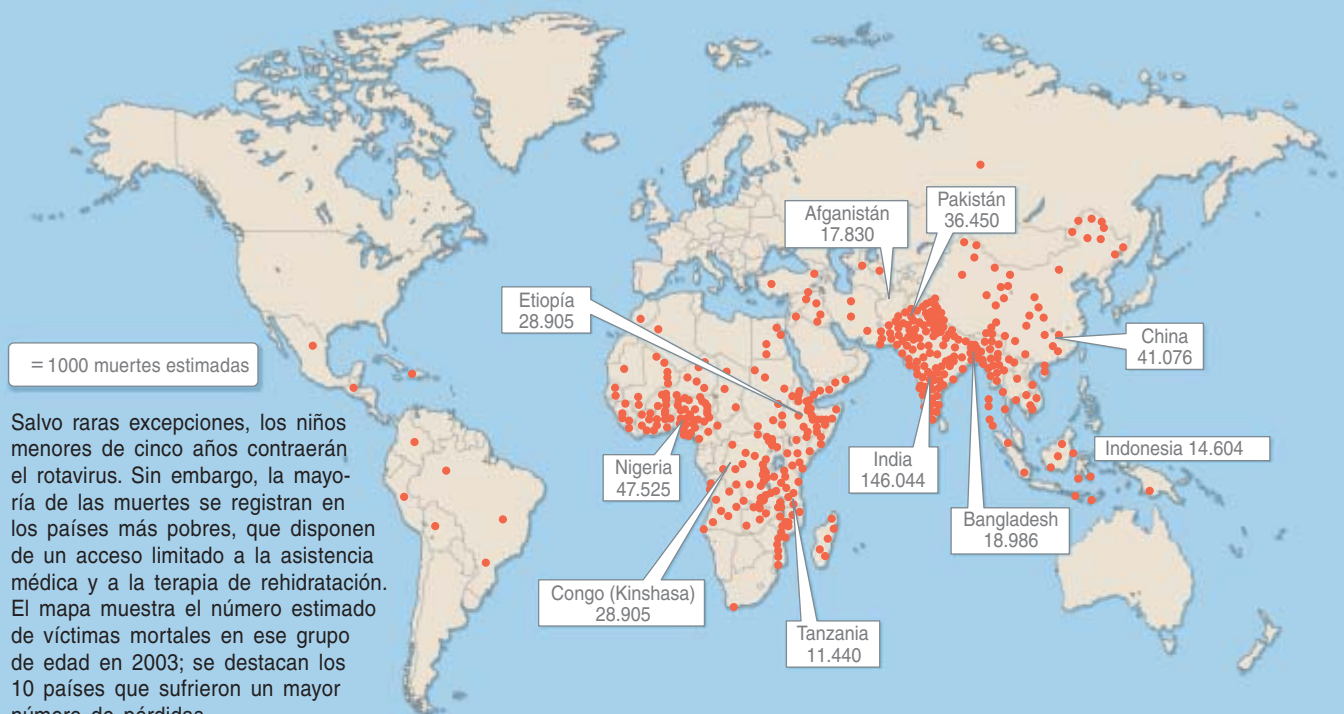 Pakistán
36.450
Afganistán
17.830
Etiopía
28.905
China
41.076
= 1000 muertes estimadas
Salvo raras excepciones, los niños
menores de cinco años contraerán
el rotavirus. Sin embargo, la mayo-
ría de las muertes se registran en
los países más pobres, que disponen
de un acceso limitado a la asistencia
médica y a la terapia de rehidratación.
El mapa muestra el número estimado
de víctimas mortales en ese grupo
de edad en 2003; se destacan los
10 países que sufrieron un mayor
número de pérdidas
Indonesia 14.604
Nigeria
47.525
India
146.044
Bangladesh
18.986
Congo (Kinshasa)
28.905
Tanzania
11.440